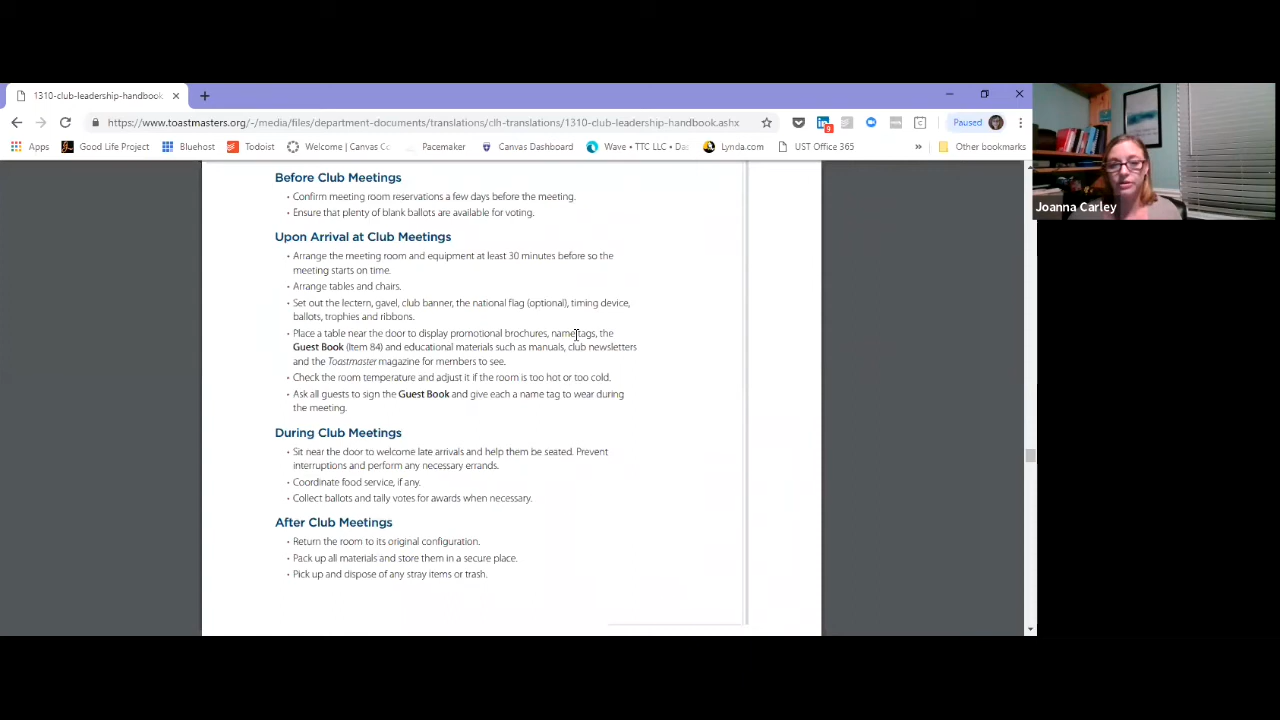 1310-club-leadership-handbook
https://www.toastmasters.org/-/media/files/department-documents/translations/clh-translations/1310-club-leadership-handbook.ashx
Paused
Apps
Good Life Project
Bluehost
Todoist
Welcome | Canvas Co
Pacemaker
Canvas Dashboard
Wave • TTC LLC • Das
Lynda.com
UST Office 365
»
Other bookmarks
9
Joanna Carley
Before Club Meetings
• Confirm meeting room reservations a few days before the meeting.
• Ensure that plenty of blank ballots are available for voting.
Upon Arrival at Club Meetings
• Arrange the meeting room and equipment at least 30 minutes before so the
meeting starts on time.
• Arrange tables and chairs.
• Set out the lectern, gavel, club banner, the national flag (optional), timing device,
ballots, trophies and ribbons.
• Place a table near the door to display promotional brochures, name tags, the
Guest Book (Item 84) and educational materials such as manuals, club newsletters
and the Toastmaster magazine for members to see.
• Check the room temperature and adjust it if the room is too hot or too cold.
• Ask all guests to sign the Guest Book and give each a name tag to wear during
the meeting.
During Club Meetings
• Sit near the door to welcome late arrivals and help them be seated. Prevent
interruptions and perform any necessary errands.
• Coordinate food service, if any.
• Collect ballots and tally votes for awards when necessary.
After Club Meetings
• Return the room to its original configuration.
• Pack up all materials and store them in a secure place.
• Pick up and dispose of any stray items or trash.